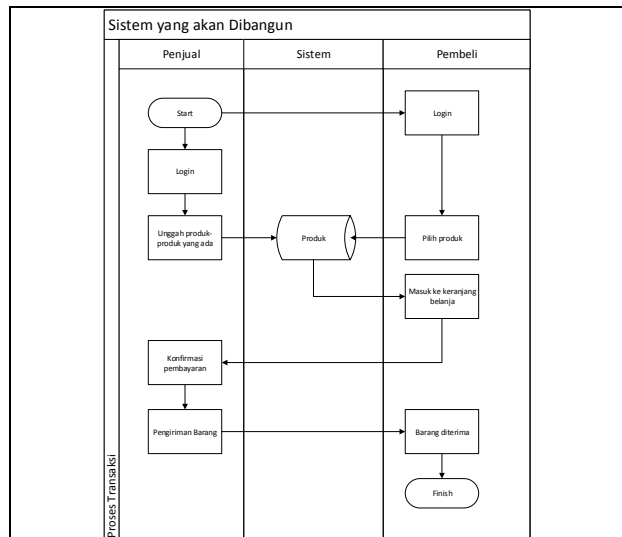 Sistem yang akan Dibangun
Penjual
Sistem
Pembeli
Start
Login
Login
Unggah produk-
produk yang ada
Produk
Pilih produk
Masuk ke keranjang
belanja
Konfirmasi
pembayaran
Pengiriman Barang
Barang diterima
Finish
Proses Transaksi